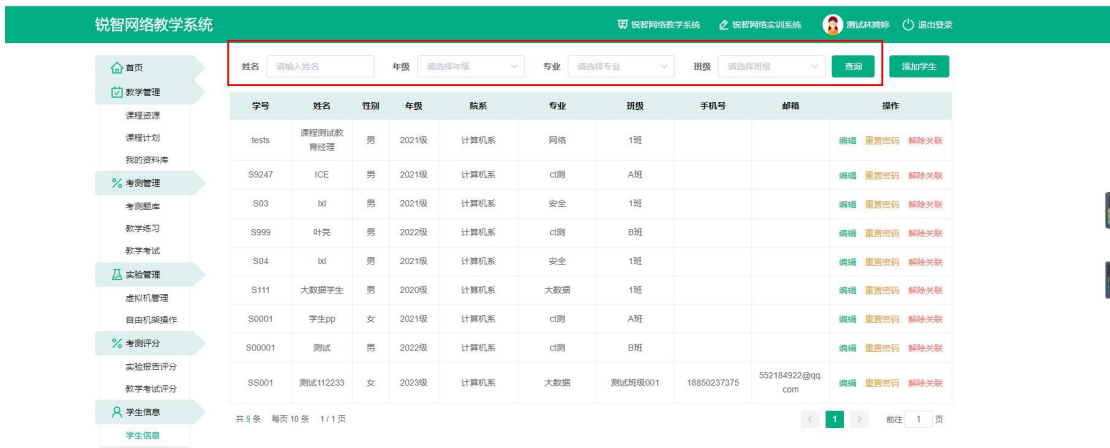 锐智网络教学系统 锐智网络教学系统 锐智网络实训系统 测试林婷婷 退出登录
首页
教学管理
课程资源
课程计划
我的资料库
考测管理
考测题库
教学练习
教学考试
实验管理
虚拟机管理
自由机架操作
考测评分
实验报告评分
教学考试评分
学生信息
学生信息
姓名 请输入姓名 年级 请选择年级 专业 请选择专业 班级 请选择班级 查询 添加学生
学号 姓名 性别 年级 院系 专业 班级 手机号 邮箱 操作
tests 课程测试教育经理 男 2021级 计算机系 网络 1班 编辑 重置密码 解除关联
S9247 ICE 男 2021级 计算机系 ct测 A班 编辑 重置密码 解除关联
S03 lxl 男 2021级 计算机系 安全 1班 编辑 重置密码 解除关联
S999 叶亮 男 2022级 计算机系 ct测 B班 编辑 重置密码 解除关联
S04 lxl 男 2021级 计算机系 安全 1班 编辑 重置密码 解除关联
S111 大数据学生 男 2020级 计算机系 大数据 1班 编辑 重置密码 解除关联
S0001 学生pp 女 2021级 计算机系 ct测 A班 编辑 重置密码 解除关联
S00001 测试 男 2022级 计算机系 ct测 B班 编辑 重置密码 解除关联
SS001 测试112233 女 2023级 计算机系 大数据 测试班级001 18850237375 552184922@qq.com 编辑 重置密码 解除关联
共 9 条 每页 10 条 1 / 1 页 < 1 > 前往 1 页